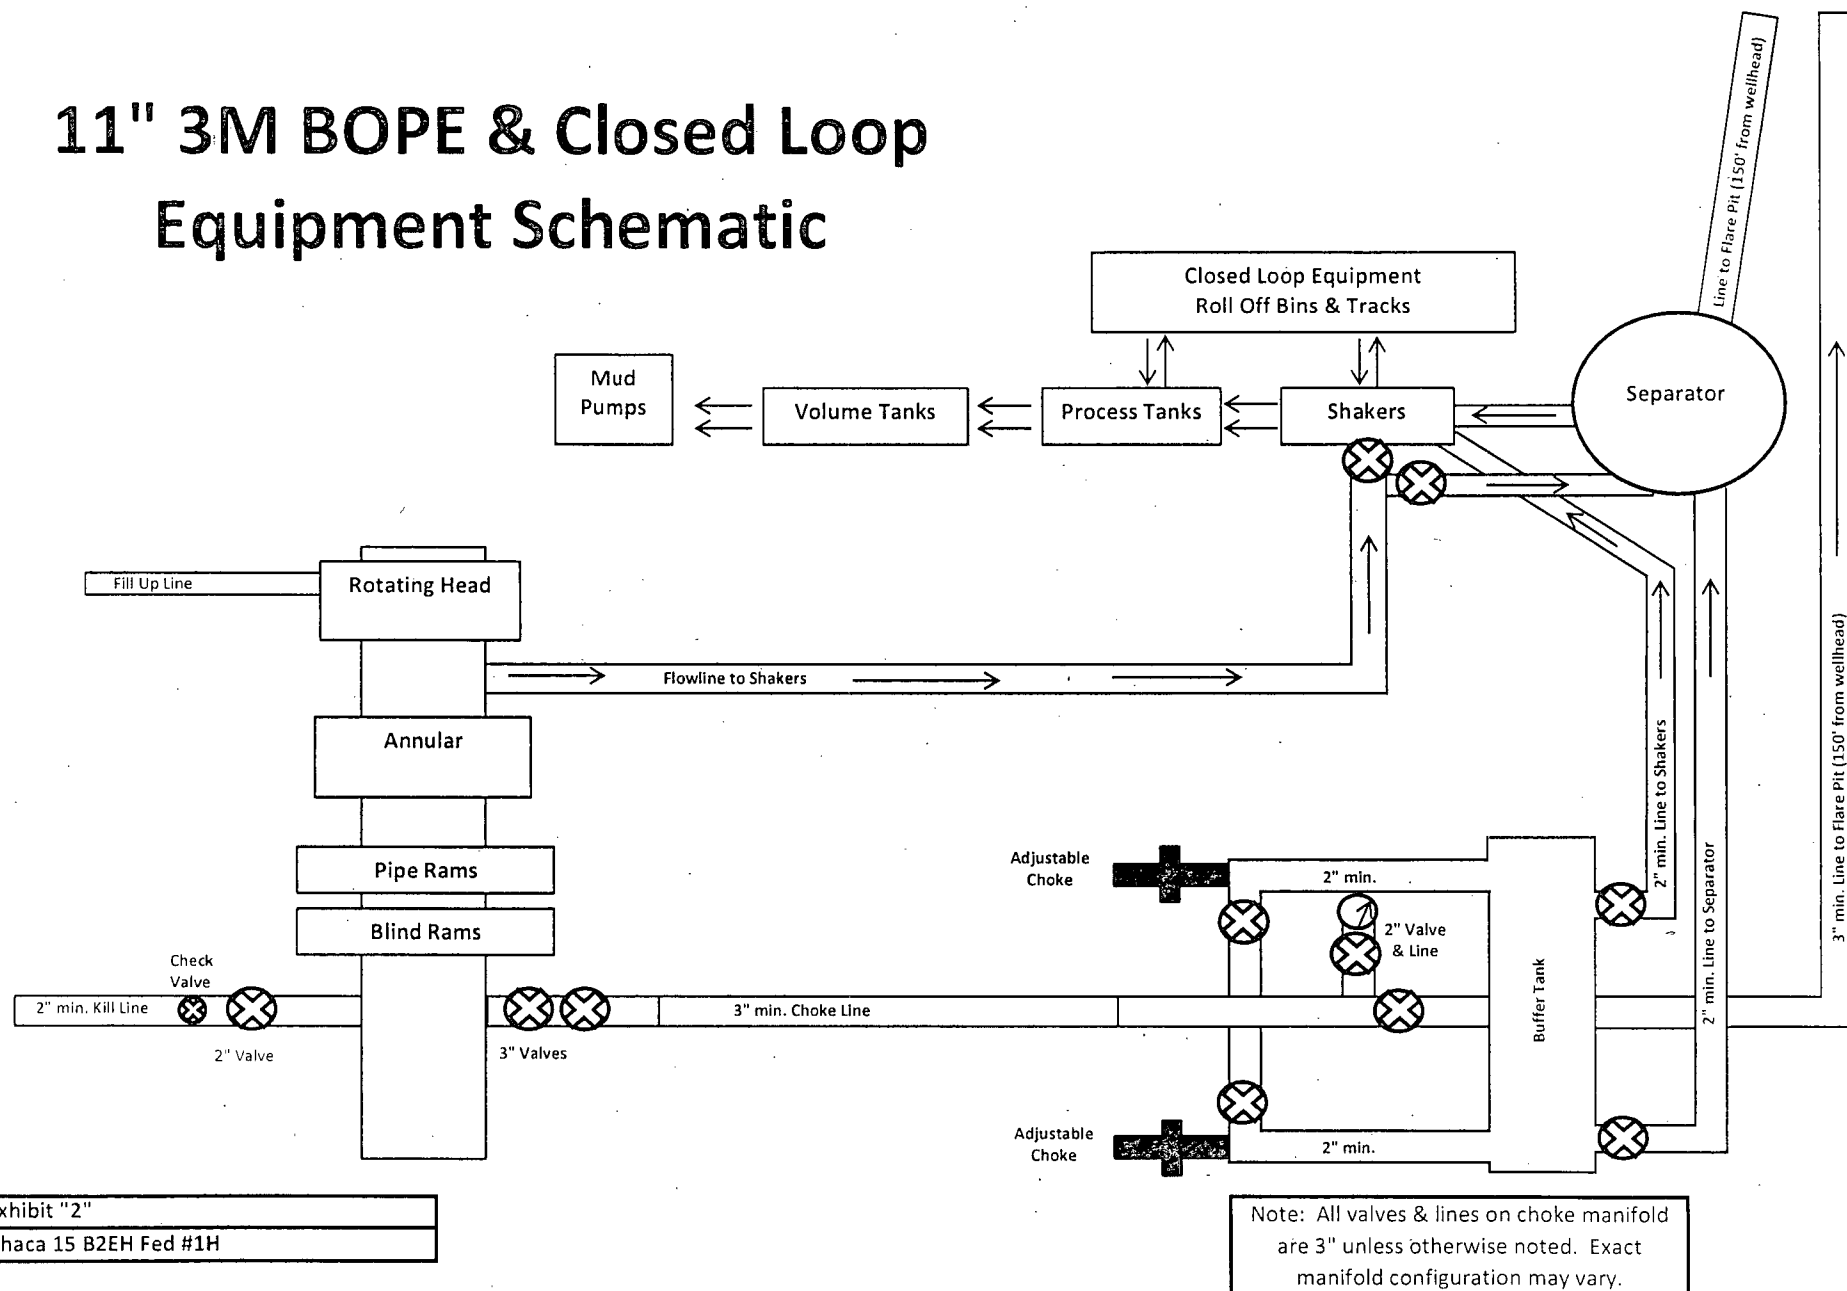 11" 3M BOPE & Closed Loop
Equipment Schematic
Line to Flare Pit (150' from wellhead)
Closed Loop Equipment
Roll Off Bins & Tracks
Mud
Pumps
Volume Tanks
Process Tanks
Shakers
Separator
Fill Up Line
Rotating Head
Flowline to Shakers
Annular
Pipe Rams
Blind Rams
Check
Valve
2" min. Kill Line
2" Valve
3" Valves
3" min. Choke Line
Adjustable
Choke
2" min.
2" Valve
& Line
Buffer Tank
Adjustable
Choke
2" min.
2" min. Line to Shakers
2" min. Line to Separator
3" min. Line to Flare Pit (150' from wellhead)
xhibit "2"
haca 15 B2EH Fed #1H
Note: All valves & lines on choke manifold
are 3" unless otherwise noted. Exact
manifold configuration may vary.